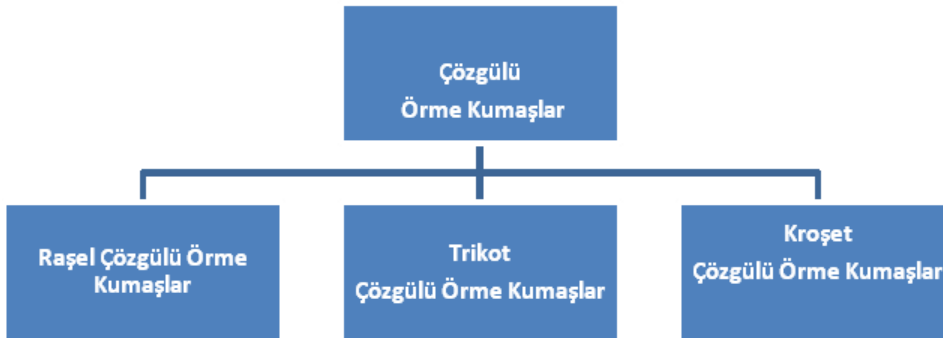 Çözgülü
Örme Kumaşlar
Raşel Çözgülü Örme
Kumaşlar
Trikot
Çözgülü Örme Kumaşlar
Kroşet
Çözgülü Örme Kumaşlar